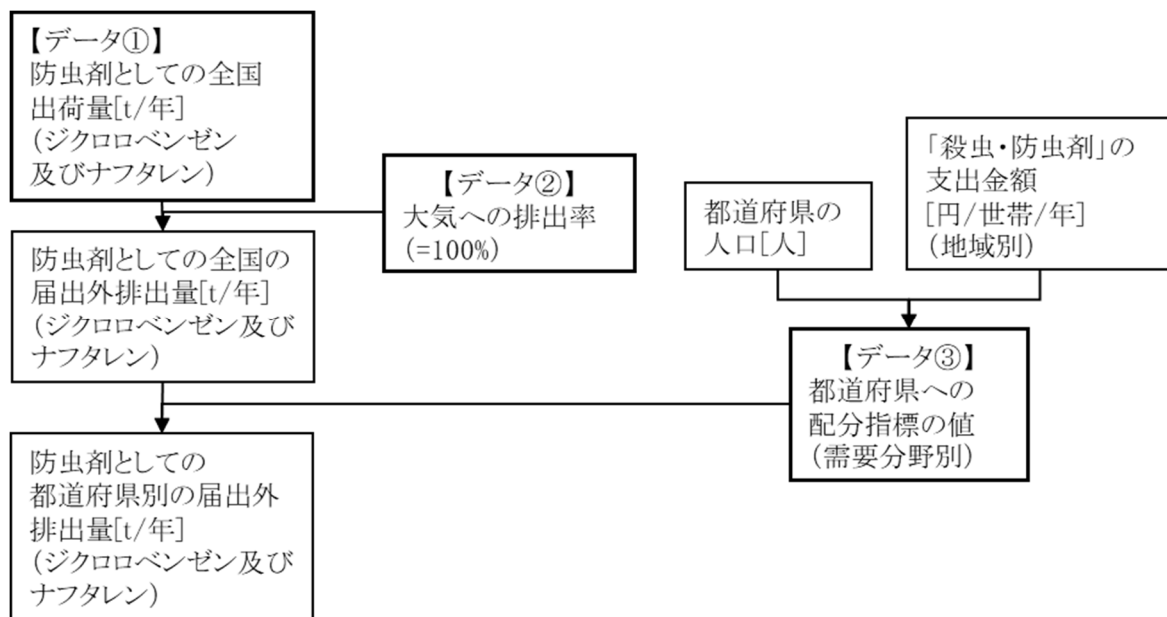 【データ①】
防虫剤としての全国
出荷量[t/年]
(ジクロロベンゼン
及びナフタレン)
【データ②】
大気への排出率
(=100%)
都道府県の
人口[人]
「殺虫・防虫剤」の
支出金額
[円/世帯/年]
(地域別)
防虫剤としての全国の
届出外排出量[t/年]
(ジクロロベンゼン及び
ナフタレン)
【データ③】
都道府県への
配分指標の値
(需要分野別)
防虫剤としての
都道府県別の届出外
排出量[t/年]
(ジクロロベンゼン及び
ナフタレン)